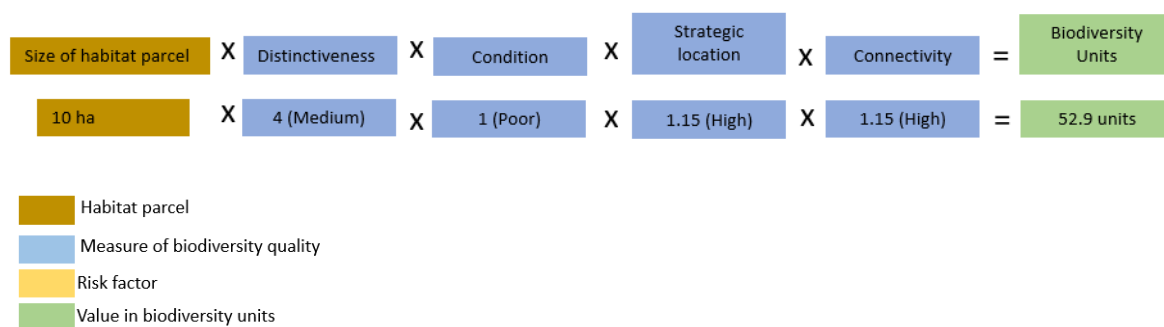 Size of habitat parcel X Distinctiveness X Condition X Strategic location X Connectivity = Biodiversity Units
10 ha X 4 (Medium) X 1 (Poor) X 1.15 (High) X 1.15 (High) = 52.9 units
Habitat parcel
Measure of biodiversity quality
Risk factor
Value in biodiversity units